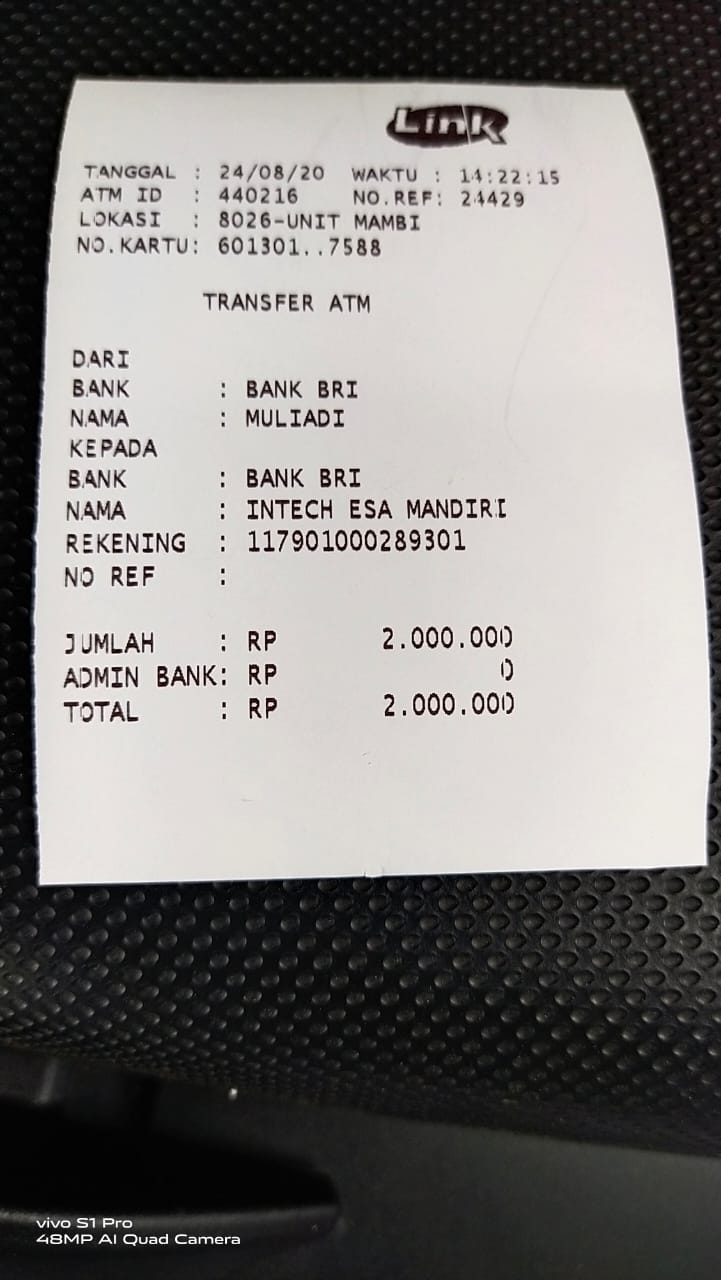 Link
TANGGAL : 24/08/20 WAKTU : 14:22:15
ATM ID : 440216 NO.REF: 24429
LOKASI : 8026-UNIT MAMBI
NO.KARTU: 601301..7588
TRANSFER ATM
DARI
BANK : BANK BRI
NAMA : MULIADI
KEPADA
BANK : BANK BRI
NAMA : INTECH ESA MANDIRI
REKENING : 117901000289301
NO REF :
JUMLAH : RP 2.000.000
ADMIN BANK: RP 0
TOTAL : RP 2.000.000
vivo S1 Pro
48MP AI Quad Camera